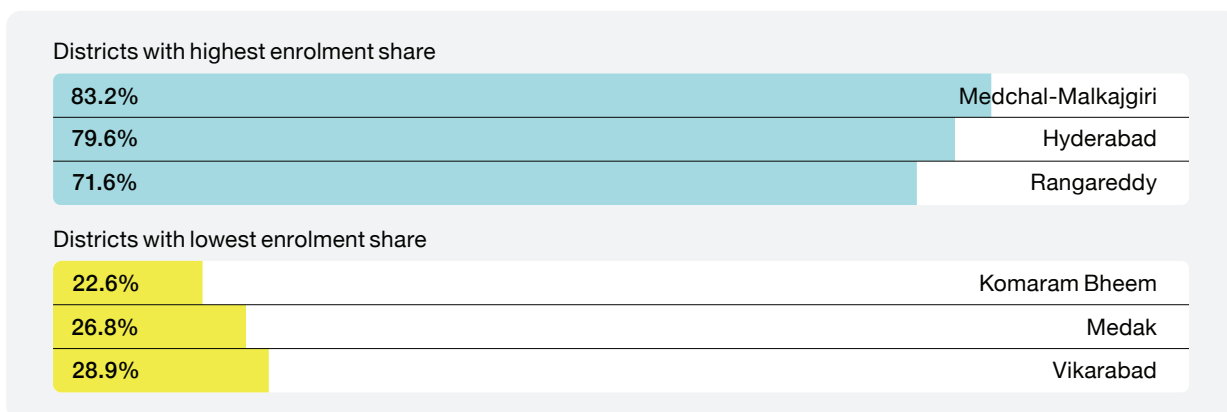 Districts with highest enrolment share
83.2% Medchal-Malkajgiri
79.6% Hyderabad
71.6% Rangareddy
Districts with lowest enrolment share
22.6% Komaram Bheem
26.8% Medak
28.9% Vikarabad